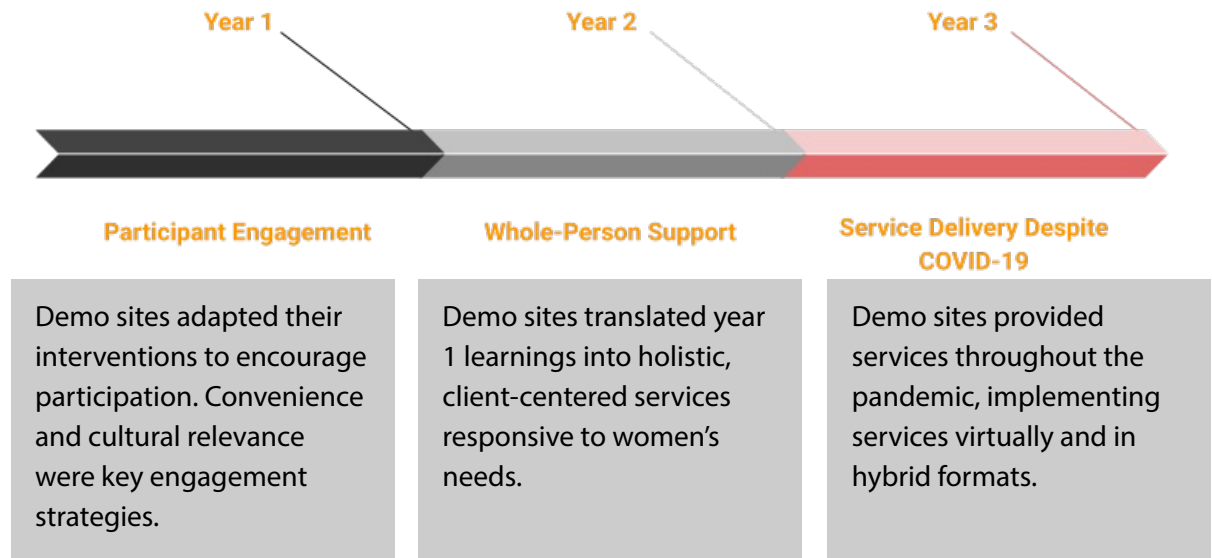 Year 1
Year 2
Year 3
Participant Engagement
Whole-Person Support
Service Delivery Despite
COVID-19
Demo sites adapted their
interventions to encourage
participation. Convenience
and cultural relevance
were key engagement
strategies.
Demo sites translated year
1 learnings into holistic,
client-centered services
responsive to women’s
needs.
Demo sites provided
services throughout the
pandemic, implementing
services virtually and in
hybrid formats.